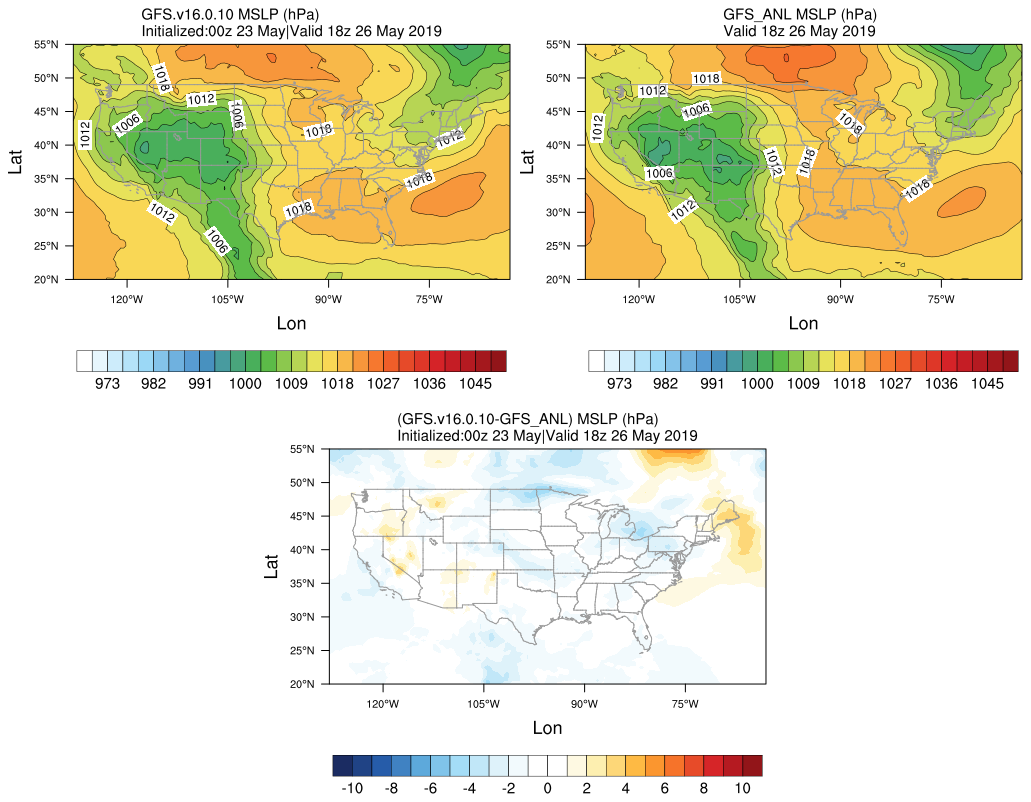 GFS.v16.0.10 MSLP (hPa)
Initialized:00z 23 May|Valid 18z 26 May 2019
55°N
50°N
45°N
40°N
35°N
30°N
25°N
20°N
Lat
1018
1012
1006
1006
1012
1018
1012
1018
1012
1018
1006
120°W 105°W 90°W 75°W
Lon
973 982 991 1000 1009 1018 1027 1036 1045
GFS_ANL MSLP (hPa)
Valid 18z 26 May 2019
55°N
50°N
45°N
40°N
35°N
30°N
25°N
20°N
Lat
1018
1012
1006
1012
1018
1012
1018
1006
1018
1012
120°W 105°W 90°W 75°W
Lon
973 982 991 1000 1009 1018 1027 1036 1045
(GFS.v16.0.10-GFS_ANL) MSLP (hPa)
Initialized:00z 23 May|Valid 18z 26 May 2019
55°N
50°N
45°N
40°N
35°N
30°N
25°N
20°N
Lat
120°W 105°W 90°W 75°W
Lon
-10 -8 -6 -4 -2 0 2 4 6 8 10